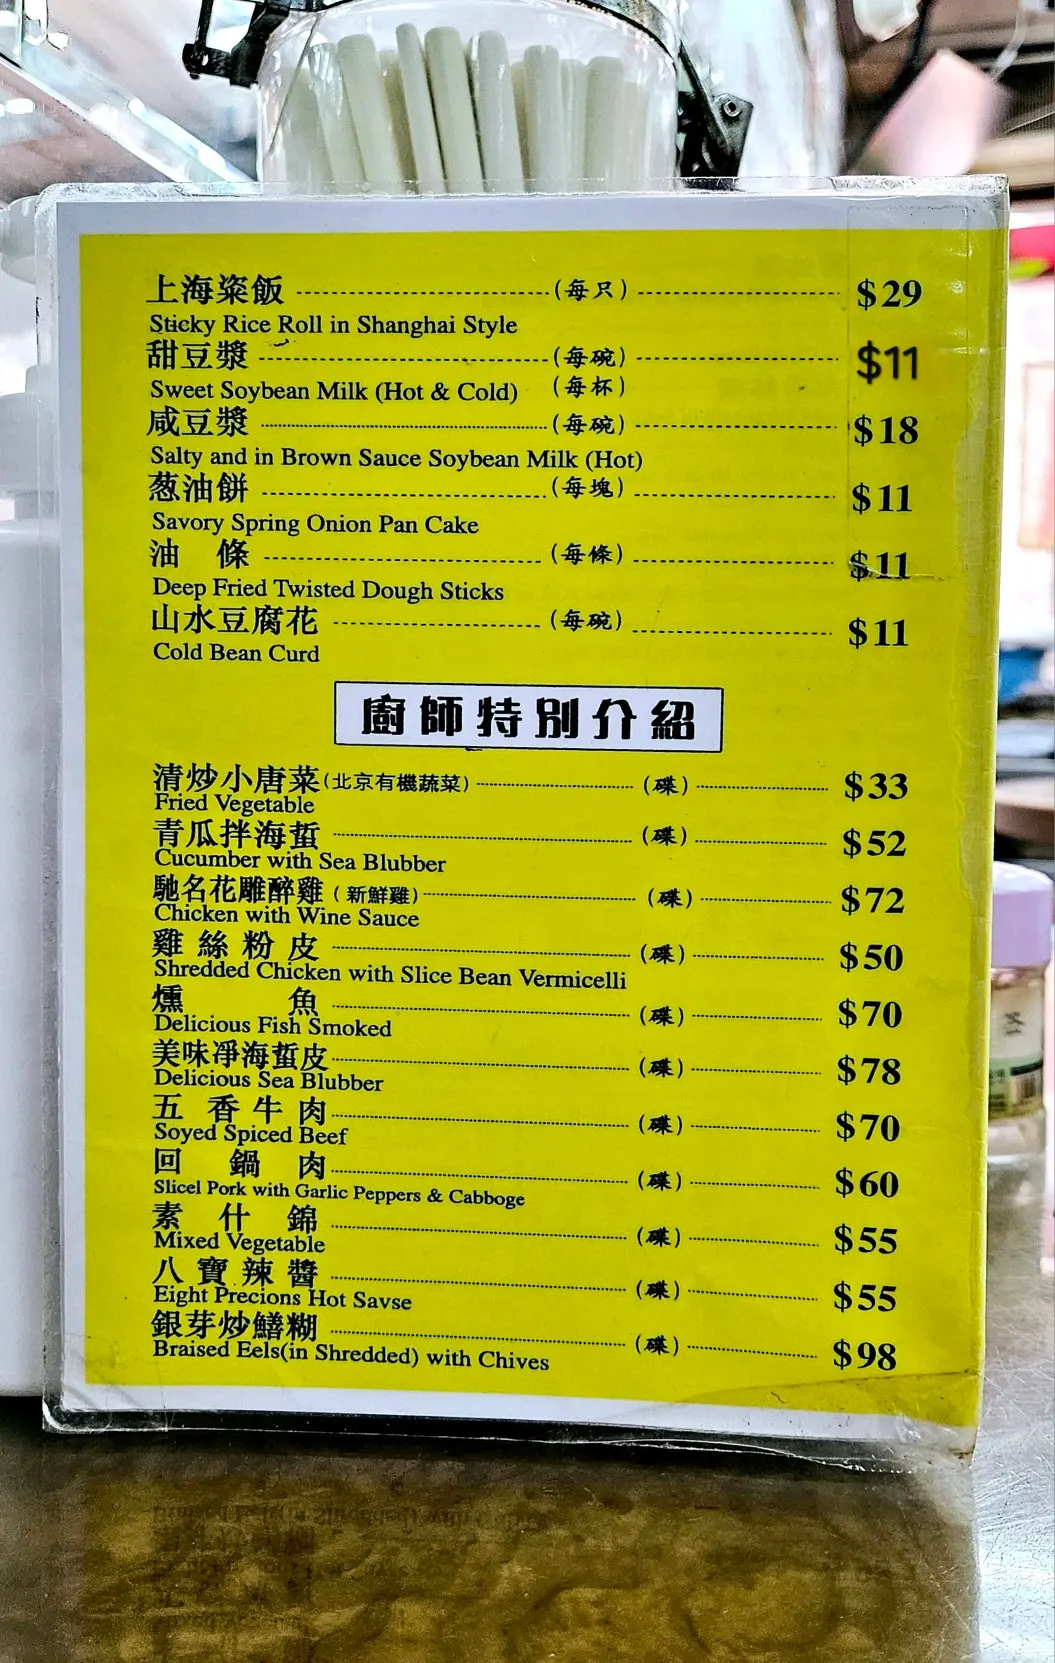 上海粢飯 (每只) $29
Sticky Rice Roll in Shanghai Style
甜豆漿 (每碗) $11
Sweet Soybean Milk (Hot & Cold) (每杯)
咸豆漿 (每碗) $18
Salty and in Brown Sauce Soybean Milk (Hot)
葱油餅 (每塊) $11
Savory Spring Onion Pan Cake
油條 (每條) $11
Deep Fried Twisted Dough Sticks
山水豆腐花 (每碗) $11
Cold Bean Curd
廚師特別介紹
清炒小唐菜(北京有機蔬菜) (碟) $33
Fried Vegetable
青瓜拌海蜇 (碟) $52
Cucumber with Sea Blubber
馳名花雕醉雞(新鮮雞) (碟) $72
Chicken with Wine Sauce
雞絲粉皮 (碟) $50
Shredded Chicken with Slice Bean Vermicelli
燻魚 (碟) $70
Delicious Fish Smoked
美味凈海蜇皮 (碟) $78
Delicious Sea Blubber
五香牛肉 (碟) $70
Soyed Spiced Beef
回鍋肉 (碟) $60
Slicel Pork with Garlic Peppers & Cabboge
素什錦 (碟) $55
Mixed Vegetable
八寶辣醬 (碟) $55
Eight Precions Hot Savse
銀芽炒鱔糊 (碟) $98
Braised Eels(in Shredded) with Chives